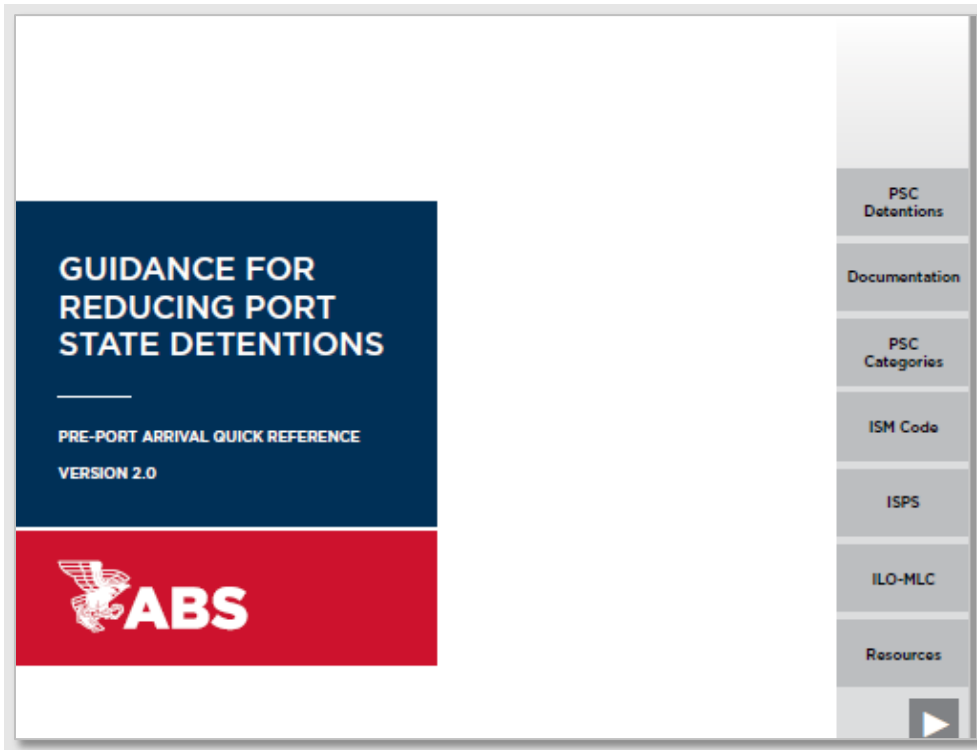 GUIDANCE FOR
REDUCING PORT
STATE DETENTIONS
PRE-PORT ARRIVAL QUICK REFERENCE
VERSION 2.0
ABS
PSC
Detentions
Documentation
PSC
Categories
ISM Code
ISPS
ILO-MLC
Resources